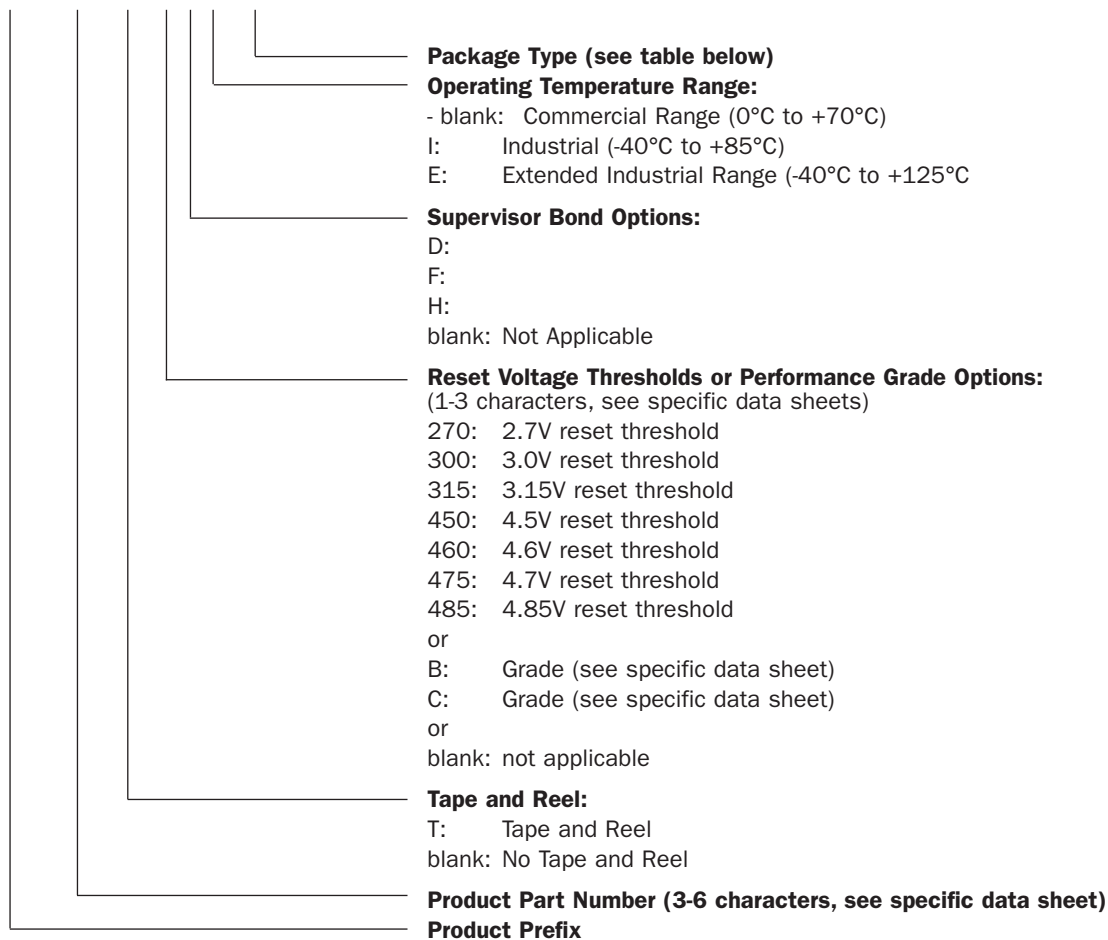 Package Type (see table below)
Operating Temperature Range:
- blank: Commercial Range (0°C to +70°C)
I: Industrial (-40°C to +85°C)
E: Extended Industrial Range (-40°C to +125°C
Supervisor Bond Options:
D:
F:
H:
blank: Not Applicable
Reset Voltage Thresholds or Performance Grade Options:
(1-3 characters, see specific data sheets)
270: 2.7V reset threshold
300: 3.0V reset threshold
315: 3.15V reset threshold
450: 4.5V reset threshold
460: 4.6V reset threshold
475: 4.7V reset threshold
485: 4.85V reset threshold
or
B: Grade (see specific data sheet)
C: Grade (see specific data sheet)
or
blank: not applicable
Tape and Reel:
T: Tape and Reel
blank: No Tape and Reel
Product Part Number (3-6 characters, see specific data sheet)
Product Prefix